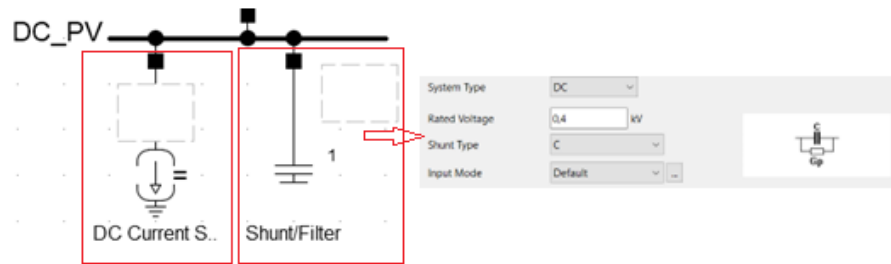 DC_PV
1
DC Current S..
Shunt/Filter
System Type DC
Rated Voltage 0,4 kV
Shunt Type C
Input Mode Default ...
C
Gp